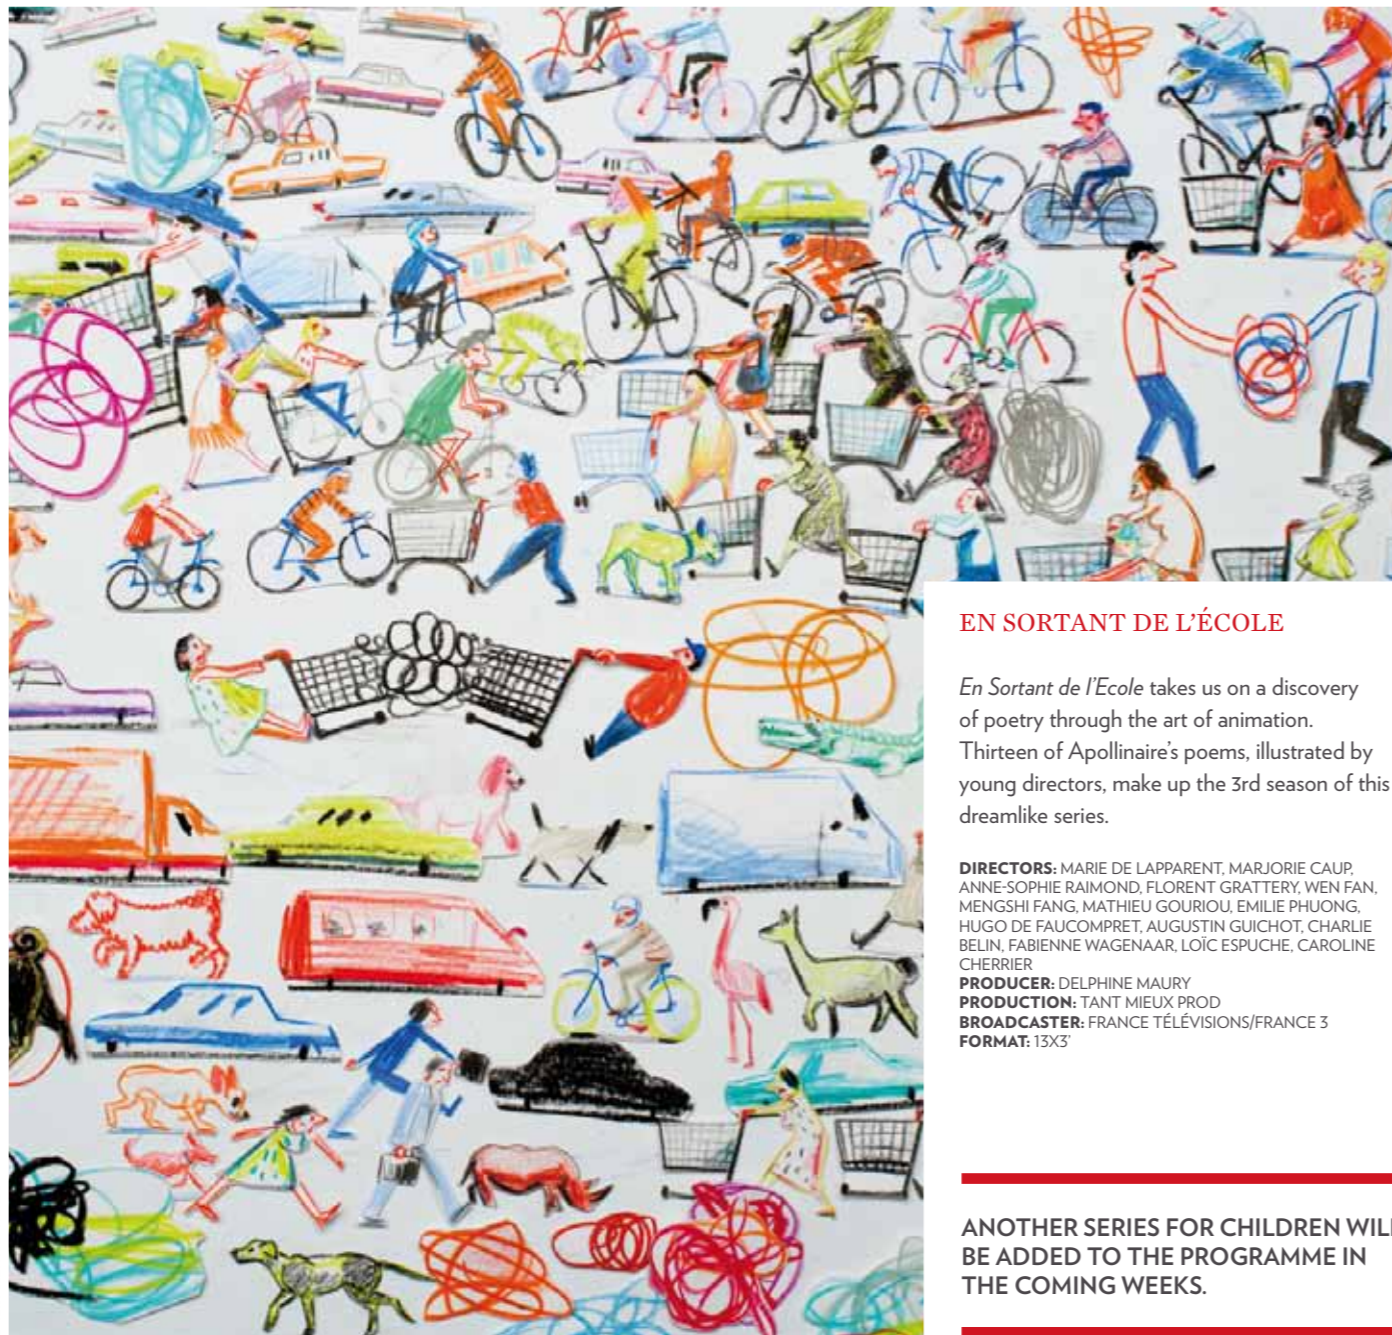 EN SORTANT DE L'ÉCOLE
En Sortant de l'Ecole takes us on a discovery
of poetry through the art of animation.
Thirteen of Apollinaire's poems, illustrated by
young directors, make up the 3rd season of this
dreamlike series.
DIRECTORS: MARIE DE LAPPARENT, MARJORIE CAUP,
ANNE-SOPHIE RAIMOND, FLORENT GRATTERY, WEN FAN,
MENGSHI FANG, MATHIEU GOURIOU, EMILIE PHUONG,
HUGO DE FAUCOMPRET, AUGUSTIN GUICHOT, CHARLIE
BELIN, FABIENNE WAGENAAR, LOÏC ESPUCHE, CAROLINE
CHERRIER
PRODUCER: DELPHINE MAURY
PRODUCTION: TANT MIEUX PROD
BROADCASTER: FRANCE TÉLÉVISIONS/FRANCE 3
FORMAT: 13X3'
ANOTHER SERIES FOR CHILDREN WILL
BE ADDED TO THE PROGRAMME IN
THE COMING WEEKS.